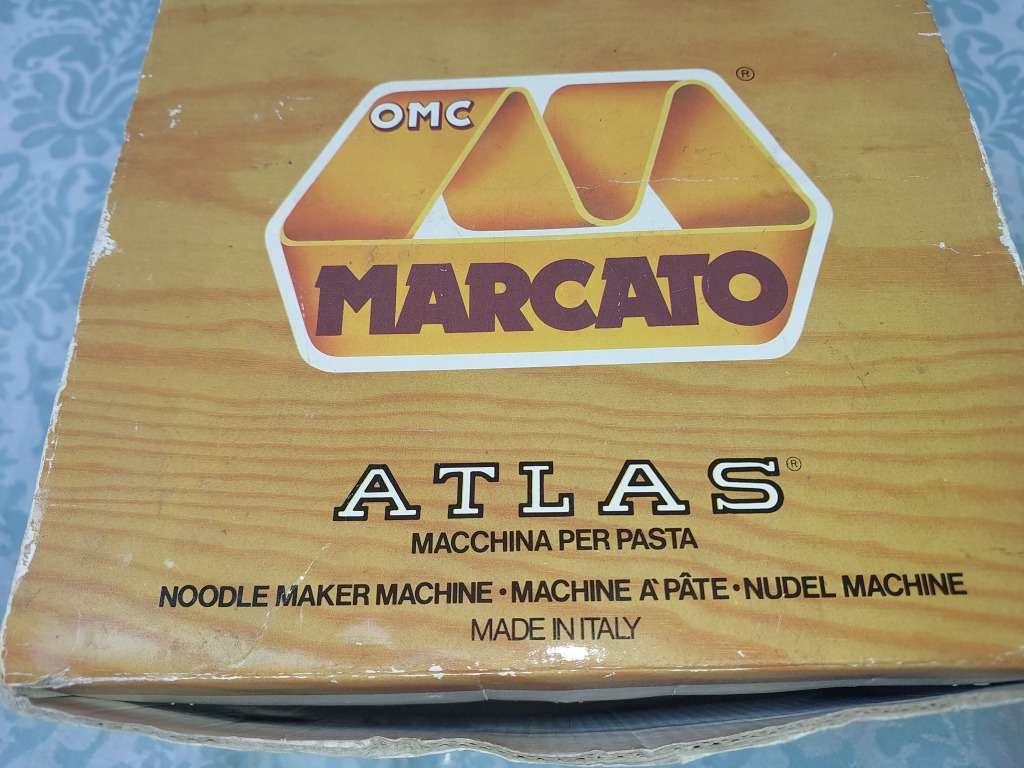 OMC
®
MARCATO
ATLAS®
MACCHINA PER PASTA
NOODLE MAKER MACHINE • MACHINE À PÂTE • NUDEL MACHINE
MADE IN ITALY